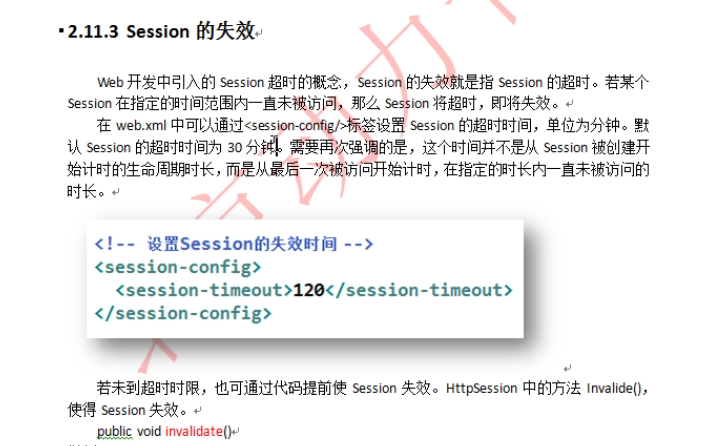 ▪2.11.3 Session 的失效
Web 开发中引入的 Session 超时的概念，Session 的失效就是指 Session 的超时。若某个
Session 在指定的时间范围内一直未被访问，那么 Session 将超时，即将失效。
在 web.xml 中可以通过<session-config/>标签设置 Session 的超时时间，单位为分钟。默
认 Session 的超时时间为 30 分钟。需要再次强调的是，这个时间并不是从 Session 被创建开
始计时的生命周期时长，而是从最后一次被访问开始计时，在指定的时长内一直未被访问的
时长。
<!-- 设置Session的失效时间 -->
<session-config>
<session-timeout>120</session-timeout>
</session-config>
若未到超时时限，也可通过代码提前使 Session 失效。HttpSession 中的方法 Invalide()，
使得 Session 失效。
public void invalidate()